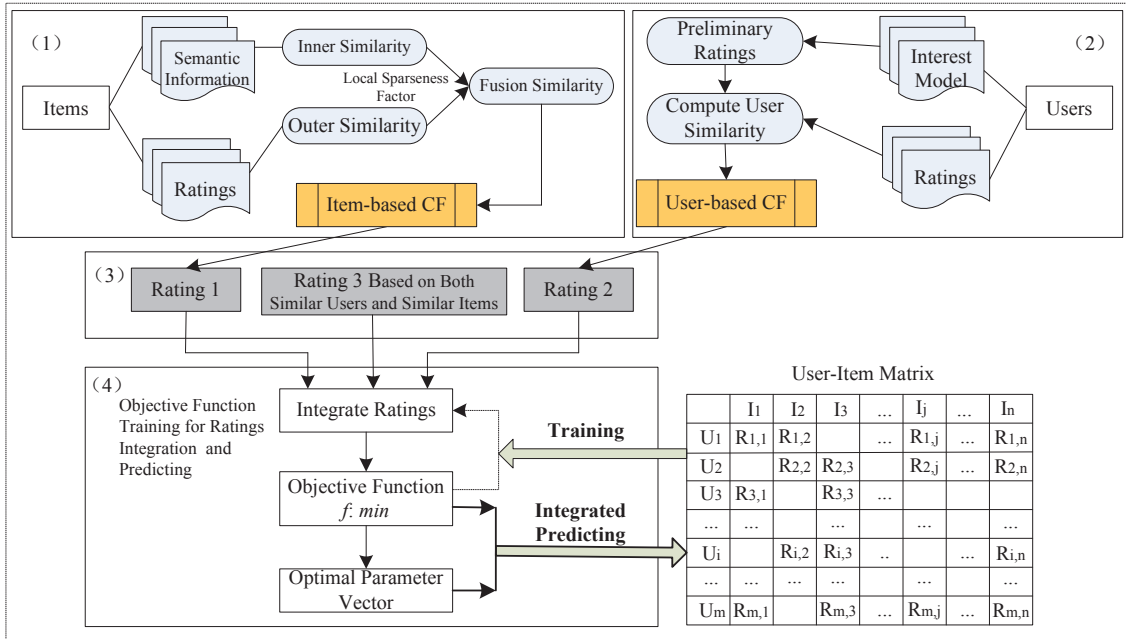 （1）
Items
Semantic
Information
Ratings
Inner Similarity
Local Sparseness
Factor
Outer Similarity
Fusion Similarity
Item-based CF
（2）
Preliminary
Ratings
Interest
Model
Compute User
Similarity
Users
Ratings
User-based CF
（3）
Rating 1
Rating 3 Based on Both
Similar Users and Similar Items
Rating 2
（4）
Objective Function
Training for Ratings
Integration and
Predicting
Integrate Ratings
Objective Function
f: min
Optimal Parameter
Vector
Training
Integrated
Predicting
User-Item Matrix
I1 I2 I3 ... Ij ... In
U1 R1,1 R1,2 ... R1,j ... R1,n
U2 R2,2 R2,3 R2,j ... R2,n
U3 R3,1 R3,3 ...
... ... ... ... ...
Ui Ri,2 Ri,3 .. ... Ri,n
... ... ... ... ... ...
Um Rm,1 Rm,3 ... Rm,j ... Rm,n